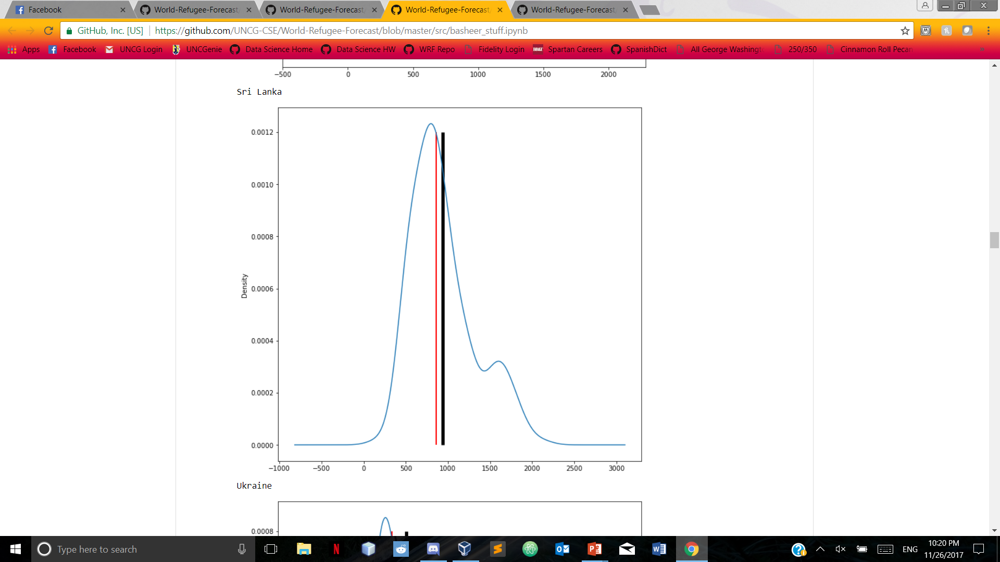 Facebook
World-Refugee-Forecast
World-Refugee-Forecast
World-Refugee-Forecast
World-Refugee-Forecast
GitHub, Inc. [US] https://github.com/UNCG-CSE/World-Refugee-Forecast/blob/master/src/basheer_stuff.ipynb
Apps Facebook UNCG Login UNCGenie Data Science Home Data Science HW WRF Repo Fidelity Login Spartan Careers SpanishDict All George Washingt 250/350 Cinnamon Roll Pecan
−500 0 500 1000 1500 2000
Sri Lanka
0.0012
0.0010
0.0008
0.0006
0.0004
0.0002
0.0000
Density
−1000 −500 0 500 1000 1500 2000 2500 3000
Ukraine
0.0008
Type here to search
ENG
10:20 PM
11/26/2017